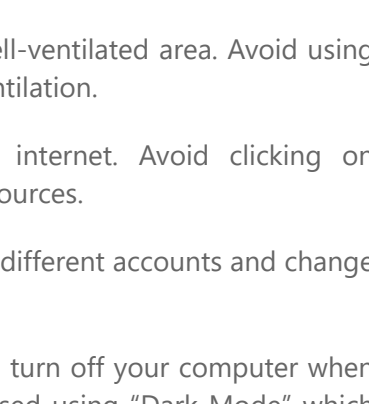 ell-ventilated area. Avoid using
ntilation.
internet. Avoid clicking on
ources.
different accounts and change
turn off your computer when
sed using “Dark Mode” which